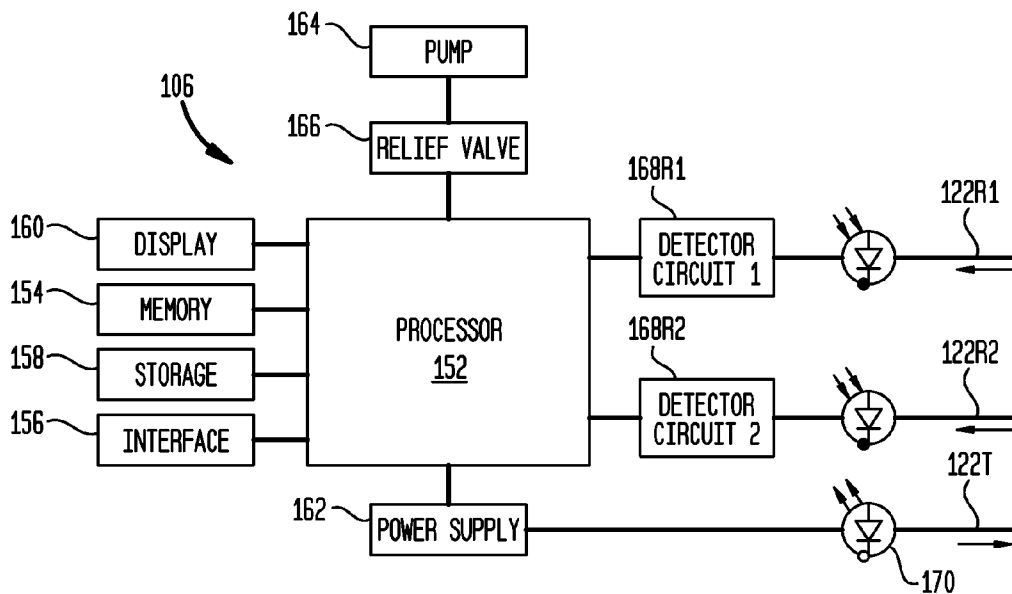 164
PUMP
106
166
RELIEF VALVE
168R1
122R1
160
DISPLAY
DETECTOR
CIRCUIT 1
154
MEMORY
PROCESSOR
152
168R2
122R2
158
STORAGE
156
INTERFACE
DETECTOR
CIRCUIT 2
122T
162
POWER SUPPLY
170